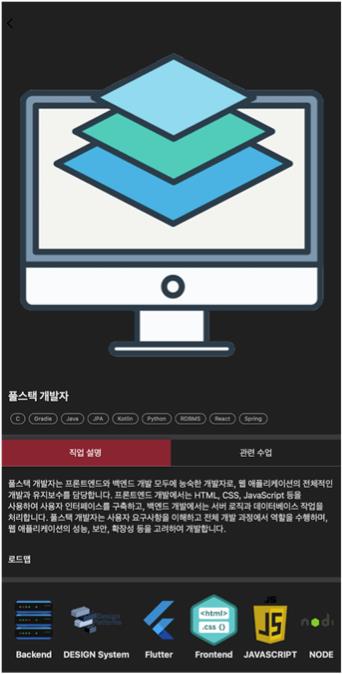 풀스택 개발자
C Gradle Java JPA Kotlin Python RDBMS React Spring
직업 설명 관련 수업
풀스택 개발자는 프론트엔드와 백엔드 개발 모두에 능숙한 개발자로, 웹 애플리케이션의 전체적인
개발과 유지보수를 담당합니다. 프론트엔드 개발에서는 HTML, CSS, JavaScript 등을
사용하여 사용자 인터페이스를 구축하고, 백엔드 개발에서는 서버 로직과 데이터베이스 작업을
처리합니다. 풀스택 개발자는 사용자 요구사항을 이해하고 전체 개발 과정에서 역할을 수행하며,
웹 애플리케이션의 성능, 보안, 확장성 등을 고려하여 개발합니다.
로드맵
Design
Patterns
<html>
.css {}
JS
JS
node
Backend DESIGN System Flutter Frontend JAVASCRIPT NODE